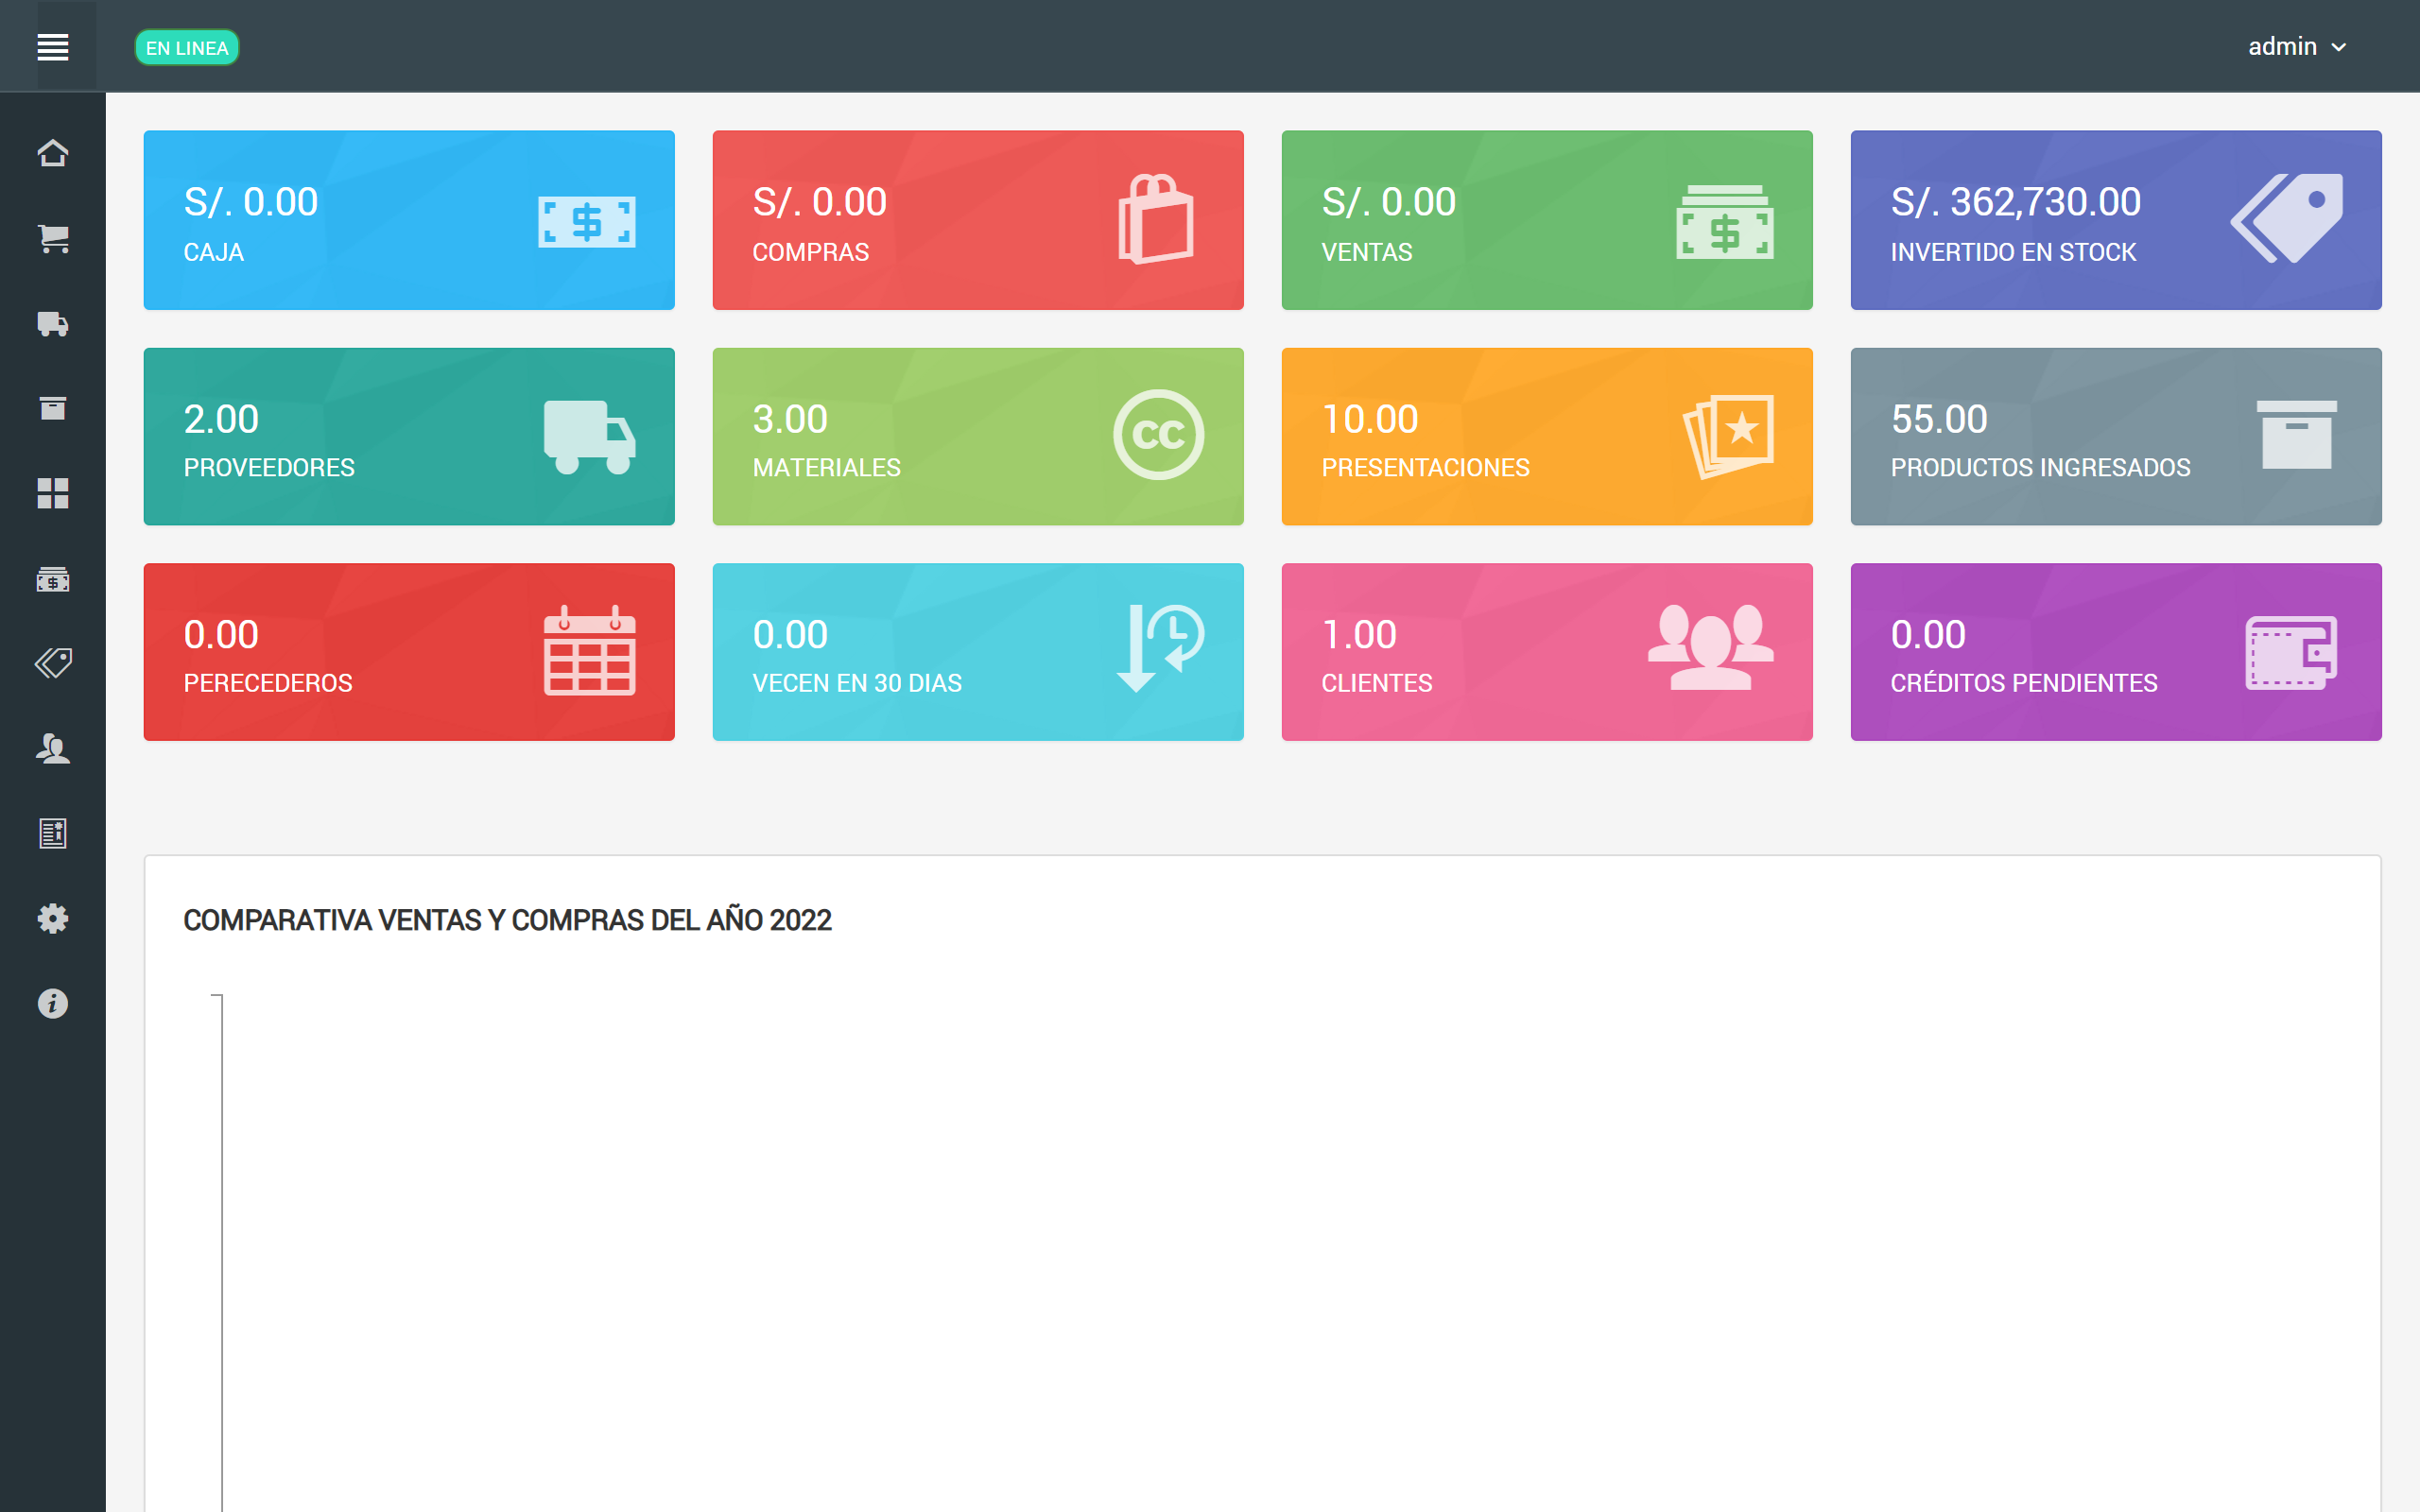 EN LINEA
admin
S/. 0.00
CAJA
S/. 0.00
COMPRAS
S/. 0.00
VENTAS
S/. 362,730.00
INVERTIDO EN STOCK
2.00
PROVEEDORES
3.00
MATERIALES
10.00
PRESENTACIONES
55.00
PRODUCTOS INGRESADOS
0.00
PERECEDEROS
0.00
VECEN EN 30 DIAS
1.00
CLIENTES
0.00
CRÉDITOS PENDIENTES
COMPARATIVA VENTAS Y COMPRAS DEL AÑO 2022